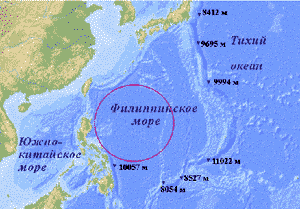 8412 м
9695 м
Тихий
океан
9994 м
Филиппинское
море
Южно-
китайское
море
10057 м
11022 м
8527 м
8054 м